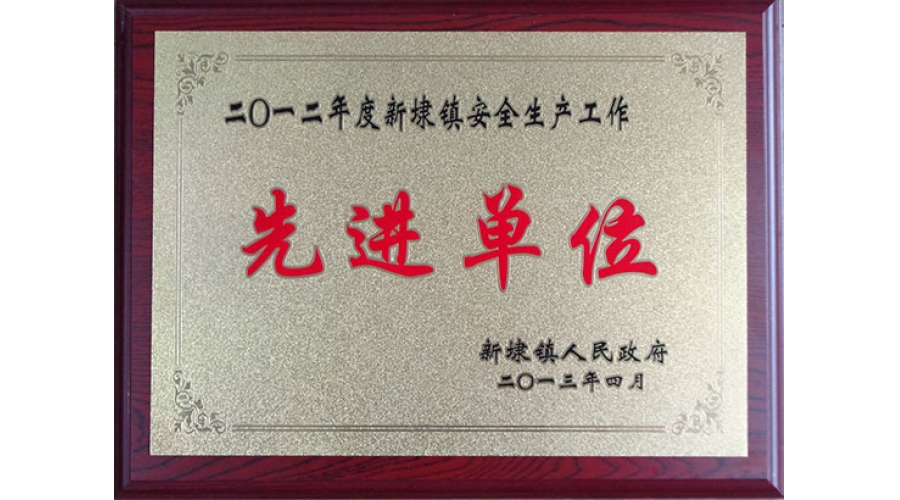 二〇一二年度新埭镇安全生产工作
先进单位
新埭镇人民政府
二〇一三年四月